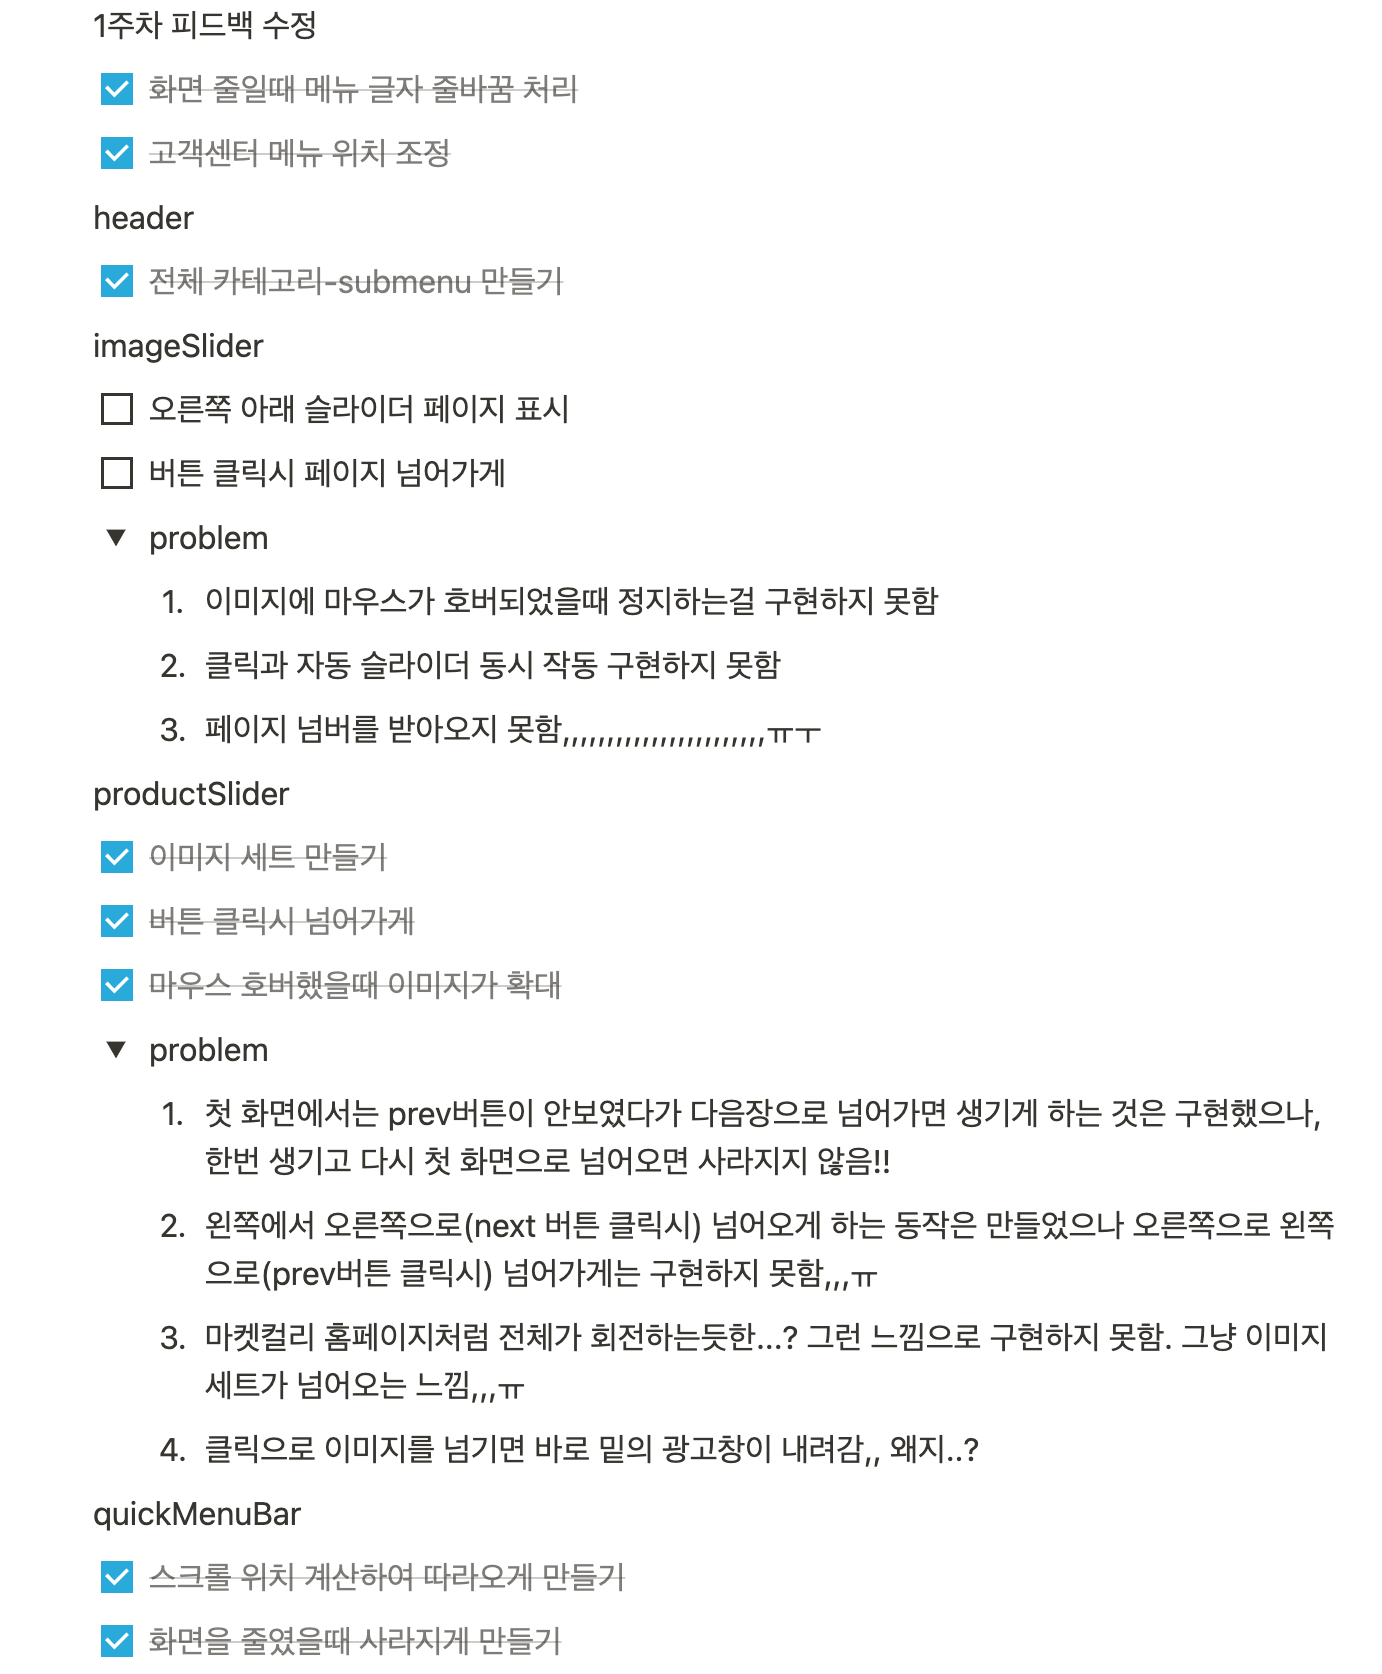 1주차 피드백 수정
화면 줄일때 메뉴 글자 줄바꿈 처리
고객센터 메뉴 위치 조정
header
전체 카테고리-submenu 만들기
imageSlider
오른쪽 아래 슬라이더 페이지 표시
버튼 클릭시 페이지 넘어가게
problem
1. 이미지에 마우스가 호버되었을때 정지하는걸 구현하지 못함
2. 클릭과 자동 슬라이더 동시 작동 구현하지 못함
3. 페이지 넘버를 받아오지 못함,,,,,,,,,,,,,,,,,,,,,,,ㅠㅜ
productSlider
이미지 세트 만들기
버튼 클릭시 넘어가게
마우스 호버했을때 이미지가 확대
problem
1. 첫 화면에서는 prev버튼이 안보였다가 다음장으로 넘어가면 생기게 하는 것은 구현했으나,
한번 생기고 다시 첫 화면으로 넘어오면 사라지지 않음!!
2. 왼쪽에서 오른쪽으로(next 버튼 클릭시) 넘어오게 하는 동작은 만들었으나 오른쪽으로 왼쪽
으로(prev버튼 클릭시) 넘어가게는 구현하지 못함,,,ㅠ
3. 마켓컬리 홈페이지처럼 전체가 회전하는듯한...? 그런 느낌으로 구현하지 못함. 그냥 이미지
세트가 넘어오는 느낌,,,ㅠ
4. 클릭으로 이미지를 넘기면 바로 밑의 광고창이 내려감,, 왜지..?
quickMenuBar
스크롤 위치 계산하여 따라오게 만들기
화면을 줄였을때 사라지게 만들기